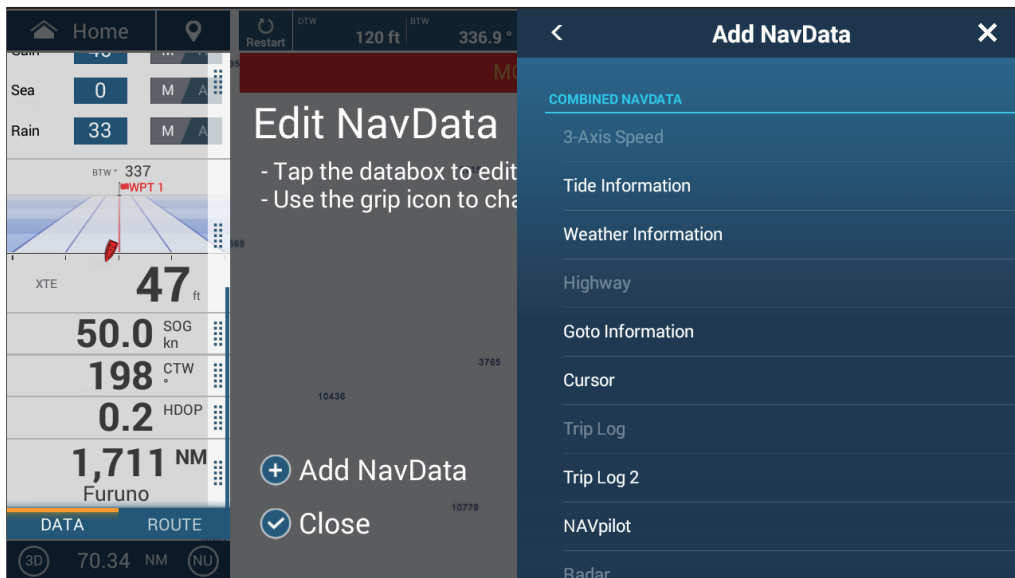 Home
Gain
Sea 0 M A
Rain 33 M A
BTW° 337
WPT 1
XTE 47 ft
50.0 SOG kn
198 CTW °
0.2 HDOP
1,711 NM
Furuno
DATA ROUTE
3D 70.34 NM NU
Restart
DTW 120 ft
BTW 336.9 °
Edit NavData
- Tap the databox to edit
- Use the grip icon to cha
3765
10436
10778
+ Add NavData
Close
< Add NavData X
COMBINED NAVDATA
3-Axis Speed
Tide Information
Weather Information
Highway
Goto Information
Cursor
Trip Log
Trip Log 2
NAVpilot
Radar